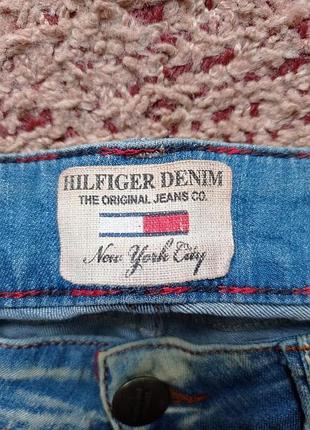 HILFIGER DENIM
THE ORIGINAL JEANS CO.
New York City